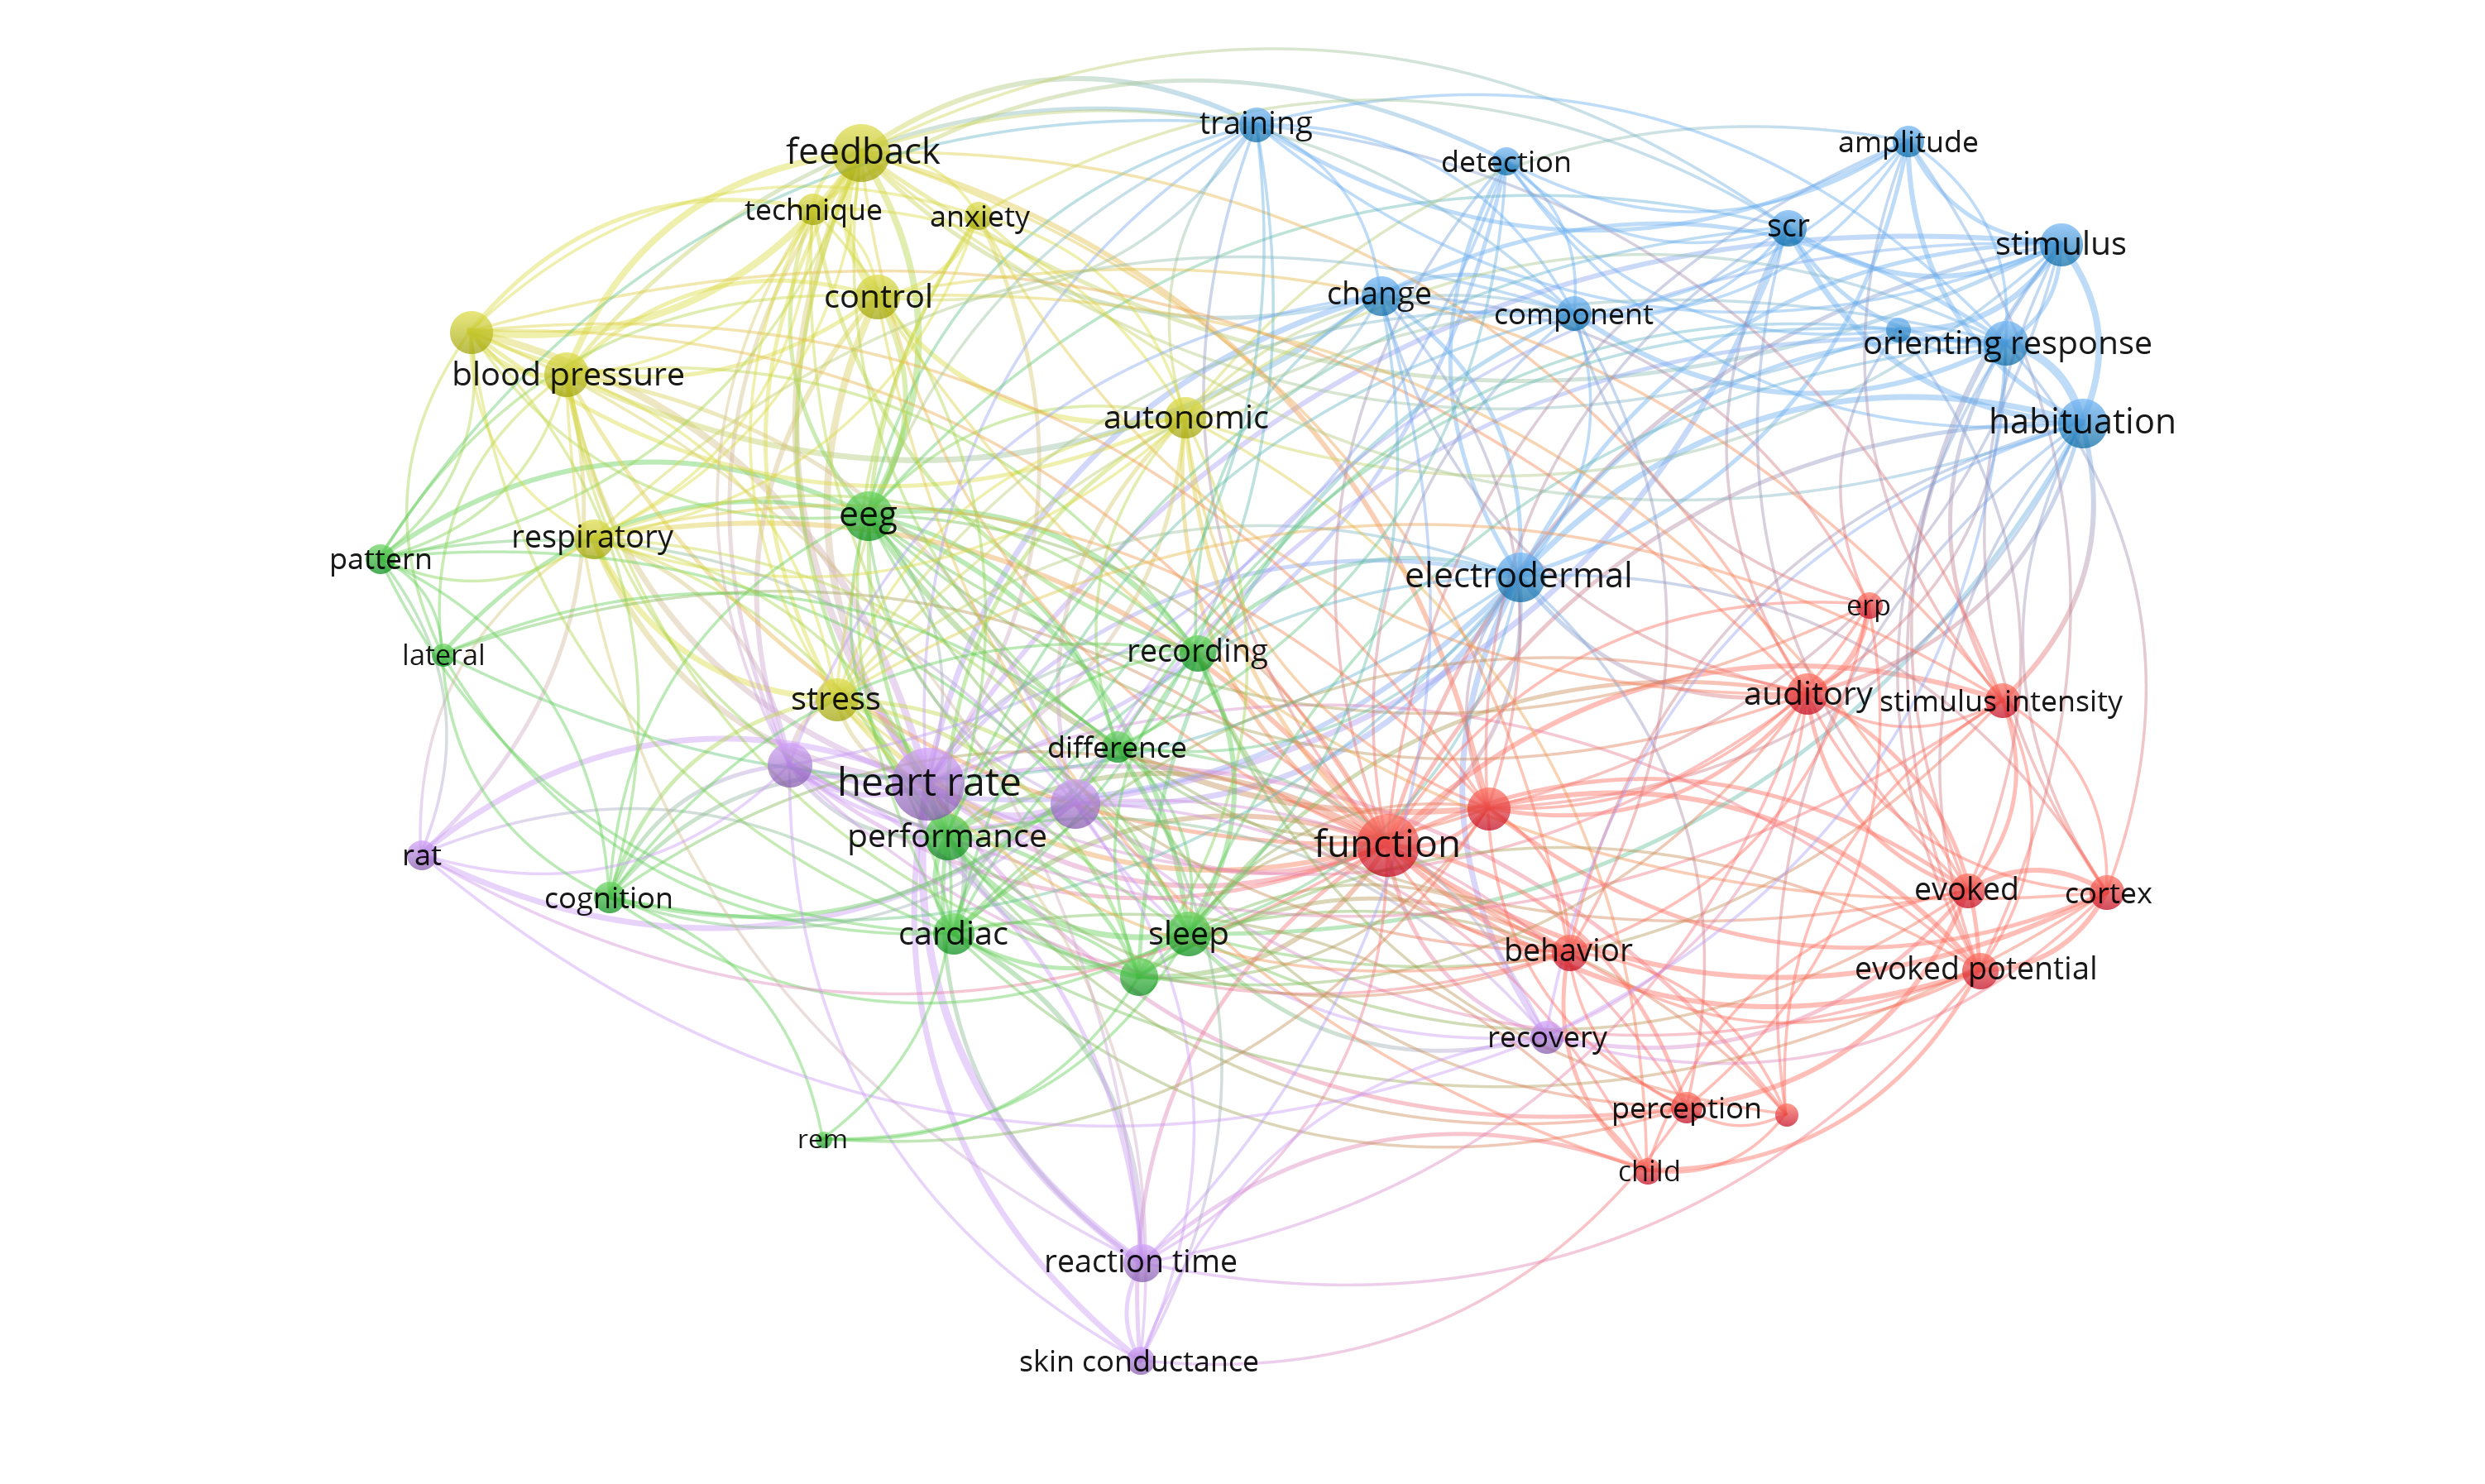 training
amplitude
feedback
detection
technique
anxiety
scr
stimulus
control
change
component
orienting response
blood pressure
autonomic
habituation
eeg
respiratory
pattern
electrodermal
erp
lateral
recording
stress
auditory
stimulus intensity
difference
heart rate
performance
function
rat
cognition
evoked
cortex
cardiac
sleep
behavior
evoked potential
recovery
perception
rem
child
reaction time
skin conductance